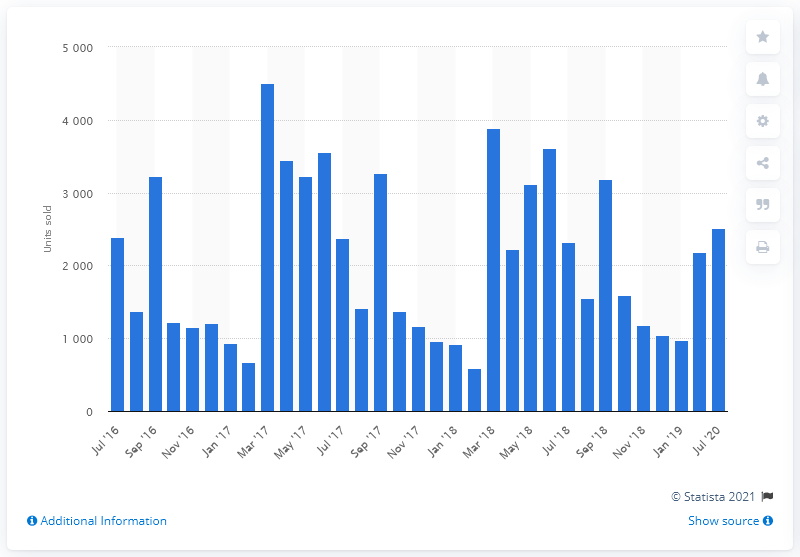 5 000
4 000
3 000
2 000
1 000
0
Units sold
Jul '16
Sep '16
Nov '16
Jan '17
Mar '17
May '17
Jul '17
Sep '17
Nov '17
Jan '18
Mar '18
May '18
Jul '18
Sep '18
Nov '18
Jan '19
Jul '20
© Statista 2021
Additional Information
Show source